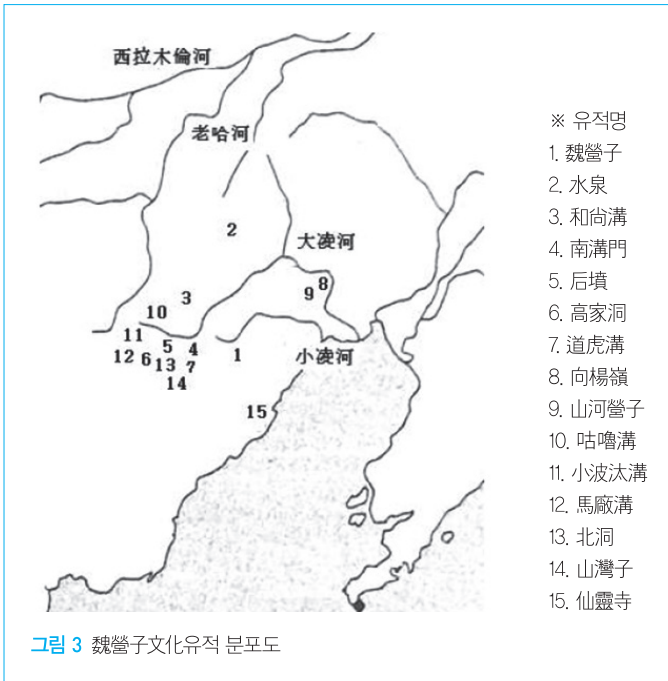 西拉木倫河
老哈河
2
大凌河
8
9
3
10
11
5
4
1
小凌河
12
6
13
7
14
15
※ 유적명
1. 魏營子
2. 水泉
3. 和尙溝
4. 南溝門
5. 后墳
6. 高家洞
7. 道虎溝
8. 向楊嶺
9. 山河營子
10. 咕嚕溝
11. 小波汰溝
12. 馬廠溝
13. 北洞
14. 山灣子
15. 仙靈寺
그림 3 魏營子文化유적 분포도